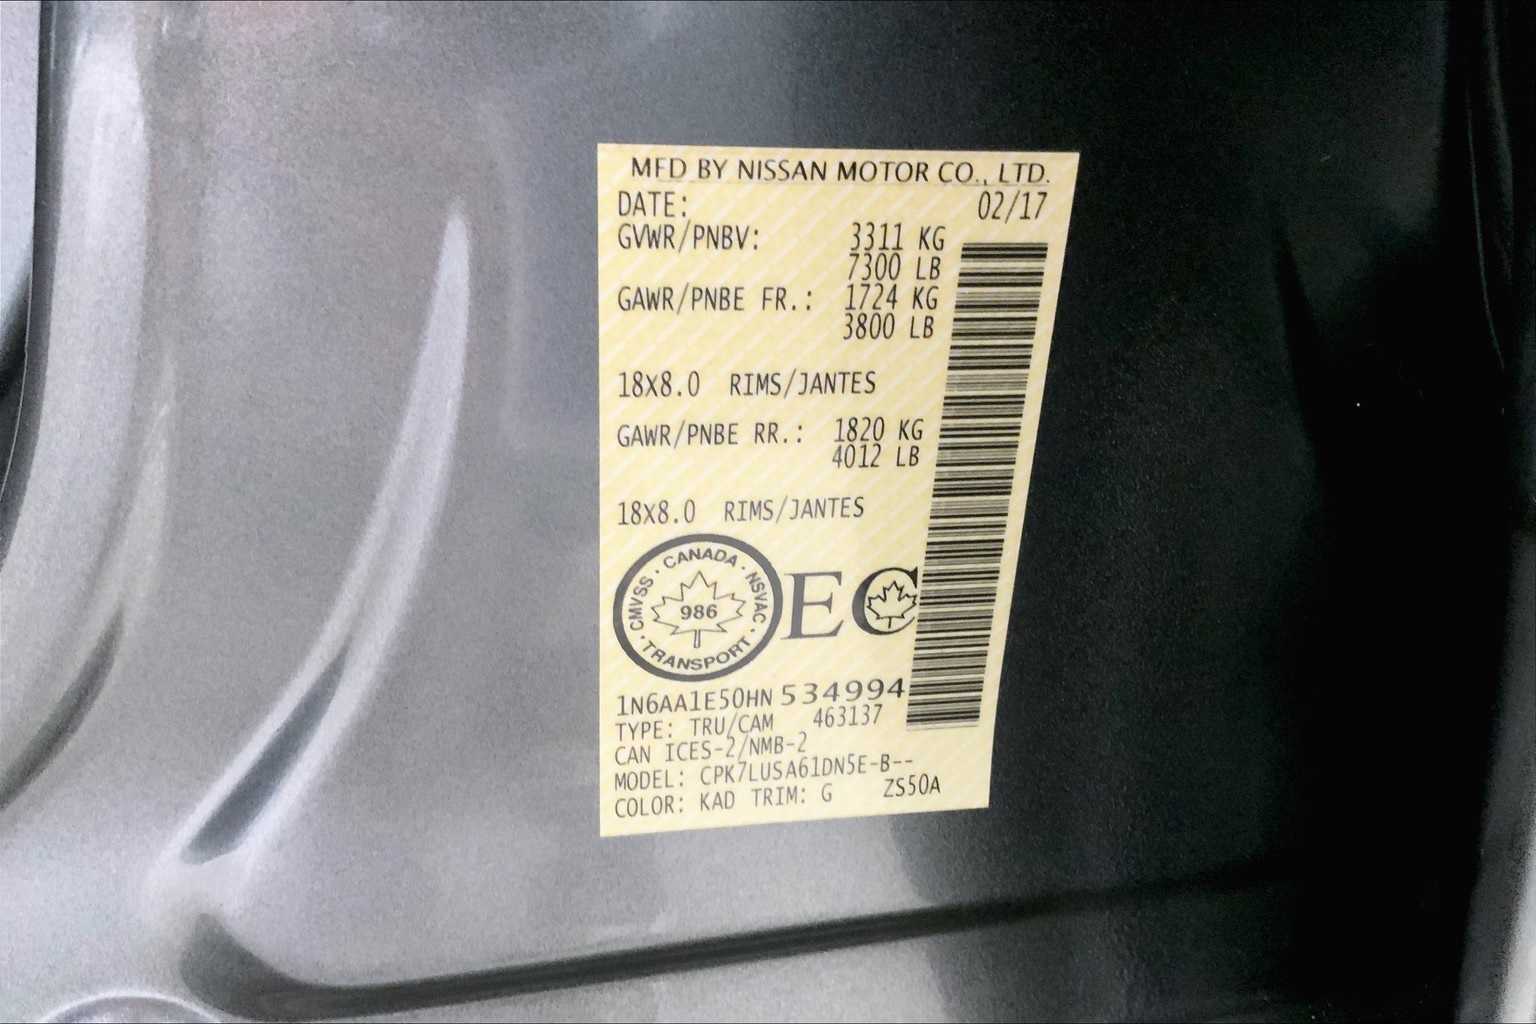 MFD BY NISSAN MOTOR CO., LTD.
DATE: 02/17
GVWR/PNBV: 3311 KG
7300 LB
GAWR/PNBE FR.: 1724 KG
3800 LB
18X8.0 RIMS/JANTES
GAWR/PNBE RR.: 1820 KG
4012 LB
18X8.0 RIMS/JANTES
CMVSS · CANADA · NSVAC · TRANSPORT ·
986
EC
1N6AA1E50HN534994
TYPE: TRU/CAM 463137
CAN ICES-2/NMB-2
MODEL: CPK7LUSA61DN5E-B--
COLOR: KAD TRIM: G ZS50A